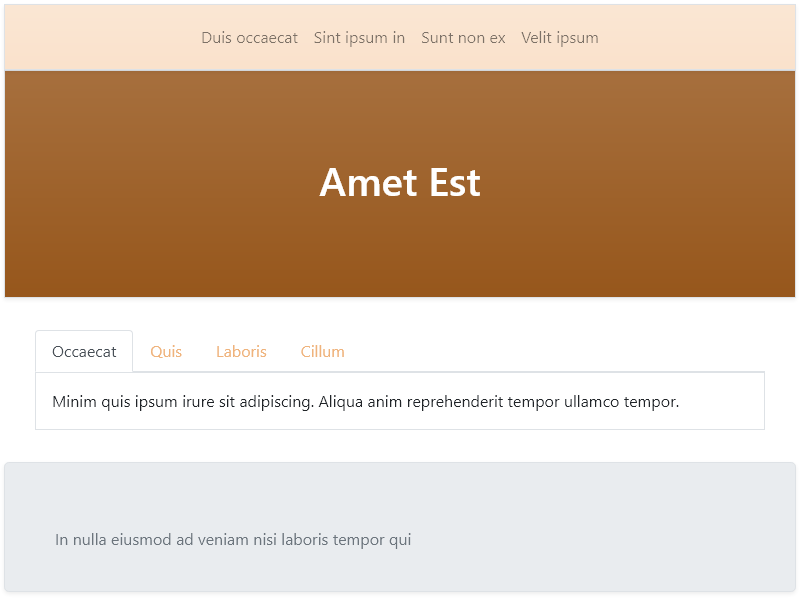 Duis occaecat Sint ipsum in Sunt non ex Velit ipsum
Amet Est
Occaecat Quis Laboris Cillum
Minim quis ipsum irure sit adipiscing. Aliqua anim reprehenderit tempor ullamco tempor.
In nulla eiusmod ad veniam nisi laboris tempor qui